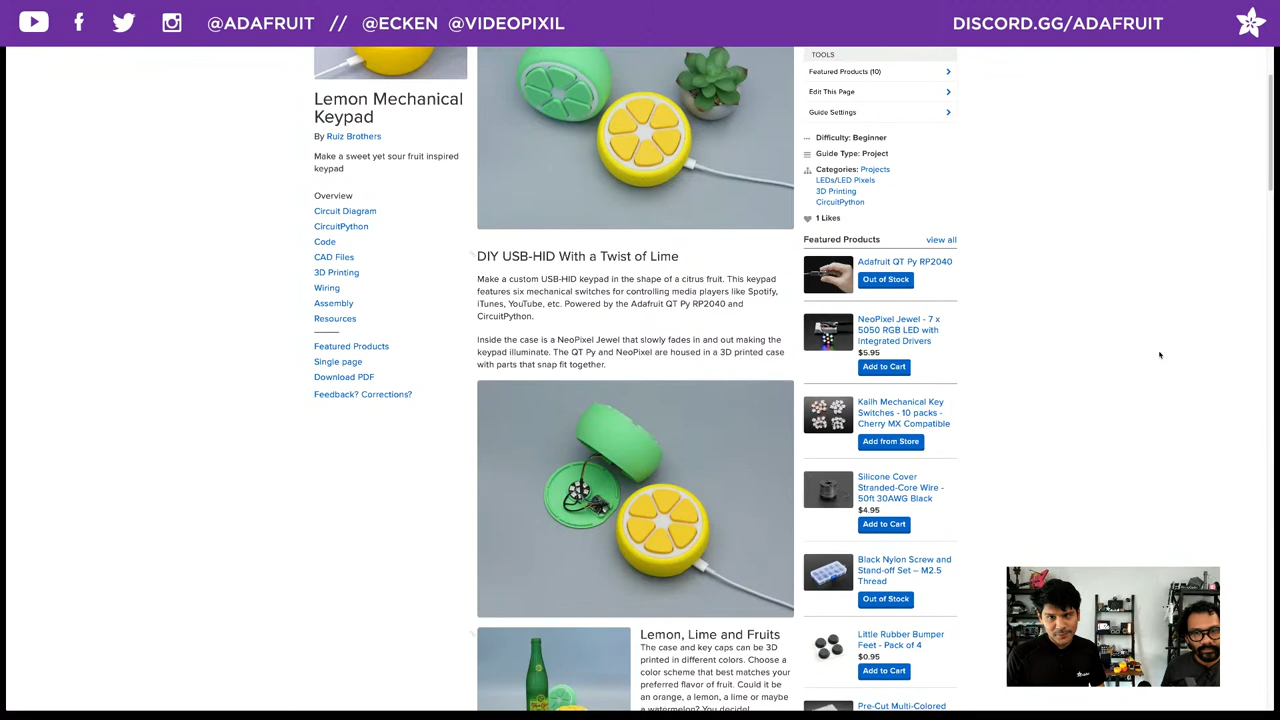 @ADAFRUIT // @ECKEN @VIDEOPIXIL
DISCORD.GG/ADAFRUIT
Lemon Mechanical
Keypad
By Ruiz Brothers
Make a sweet yet sour fruit inspired
keypad
Overview
Circuit Diagram
CircuitPython
Code
CAD Files
3D Printing
Wiring
Assembly
Resources
Featured Products
Single page
Download PDF
Feedback? Corrections?
DIY USB-HID With a Twist of Lime
Make a custom USB-HID keypad in the shape of a citrus fruit. This keypad
features six mechanical switches for controlling media players like Spotify,
iTunes, YouTube, etc. Powered by the Adafruit QT Py RP2040 and
CircuitPython.
Inside the case is a NeoPixel Jewel that slowly fades in and out making the
keypad illuminate. The QT Py and NeoPixel are housed in a 3D printed case
with parts that snap fit together.
Lemon, Lime and Fruits
The case and key caps can be 3D
printed in different colors. Choose a
color scheme that best matches your
preferred flavor of fruit. Could it be
an orange, a lemon, a lime or maybe
a watermelon? You decide!
TOOLS
Featured Products (10)
Edit This Page
Guide Settings
Difficulty: Beginner
Guide Type: Project
Categories: Projects
LEDs/LED Pixels
3D Printing
CircuitPython
1 Likes
Featured Products view all
Adafruit QT Py RP2040
Out of Stock
NeoPixel Jewel - 7 x
5050 RGB LED with
Integrated Drivers
$5.95
Add to Cart
Kailh Mechanical Key
Switches - 10 packs -
Cherry MX Compatible
Add from Store
Silicone Cover
Stranded-Core Wire -
50ft 30AWG Black
$4.95
Add to Cart
Black Nylon Screw and
Stand-off Set – M2.5
Thread
Out of Stock
Little Rubber Bumper
Feet - Pack of 4
$0.95
Add to Cart
Pre-Cut Multi-Colored